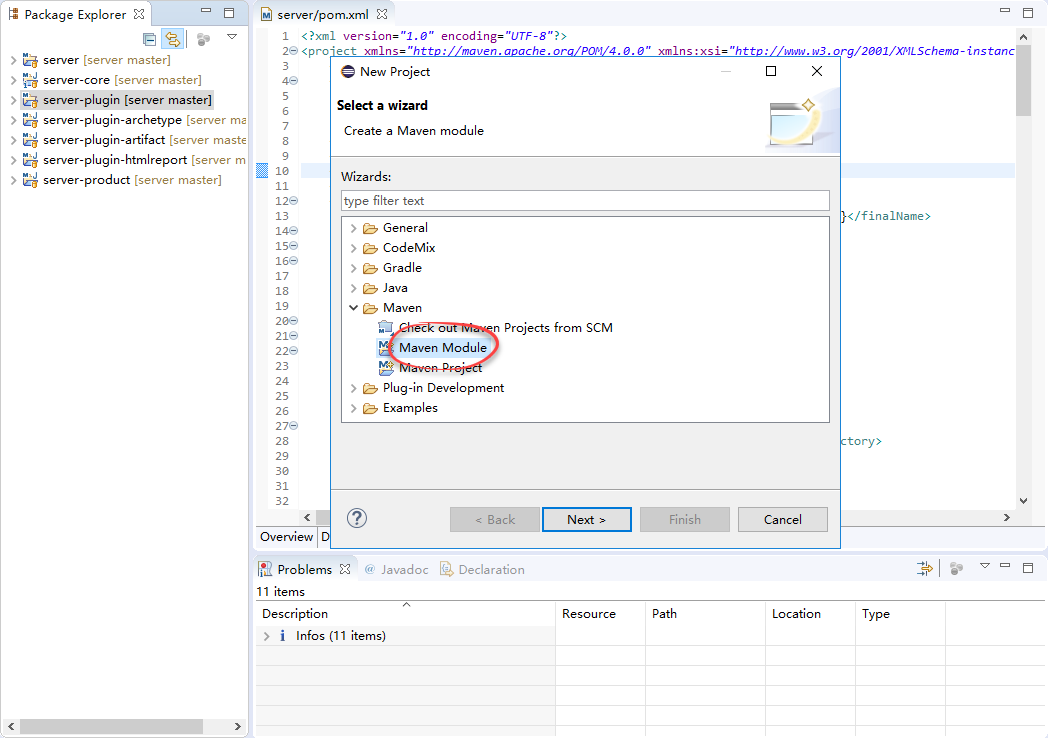 Package Explorer
server [server master]
server-core [server master]
server-plugin [server master]
server-plugin-archetype [server ma
server-plugin-artifact [server maste
server-plugin-htmlreport [server m
server-product [server master]
server/pom.xml
1 <?xml version="1.0" encoding="UTF-8"?>
2 <project xmlns="http://maven.apache.org/POM/4.0.0" xmlns:xsi="http://www.w3.org/2001/XMLSchema-instanc
3
4
5
6
7
8
9
10
11
12
13 }</finalName>
14
15
16
17
18
19
20
21
22
23
24
25
26
27
28 ctory>
29
30
31
32
New Project
Select a wizard
Create a Maven module
Wizards:
type filter text
General
CodeMix
Gradle
Java
Maven
Check out Maven Projects from SCM
Maven Module
Maven Project
Plug-in Development
Examples
< Back
Next >
Finish
Cancel
Overview
D
Problems
@ Javadoc
Declaration
11 items
Description Resource Path Location Type
Infos (11 items)